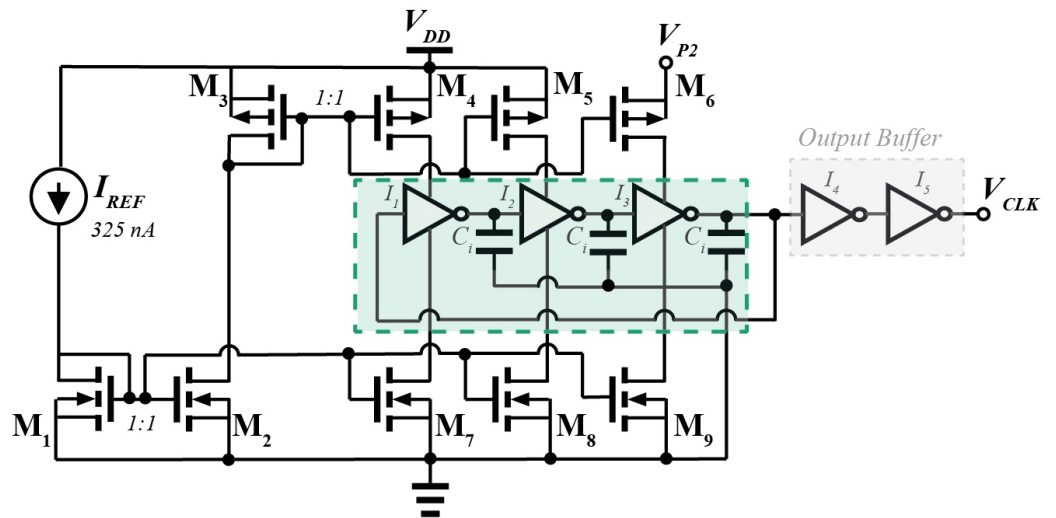 V_DD
V_P2
M_3
1:1
M_4
M_5
M_6
Output Buffer
I_REF
325 nA
I_1
I_2
I_3
I_4
I_5
V_CLK
C_i
C_i
C_i
M_1
1:1
M_2
M_7
M_8
M_9